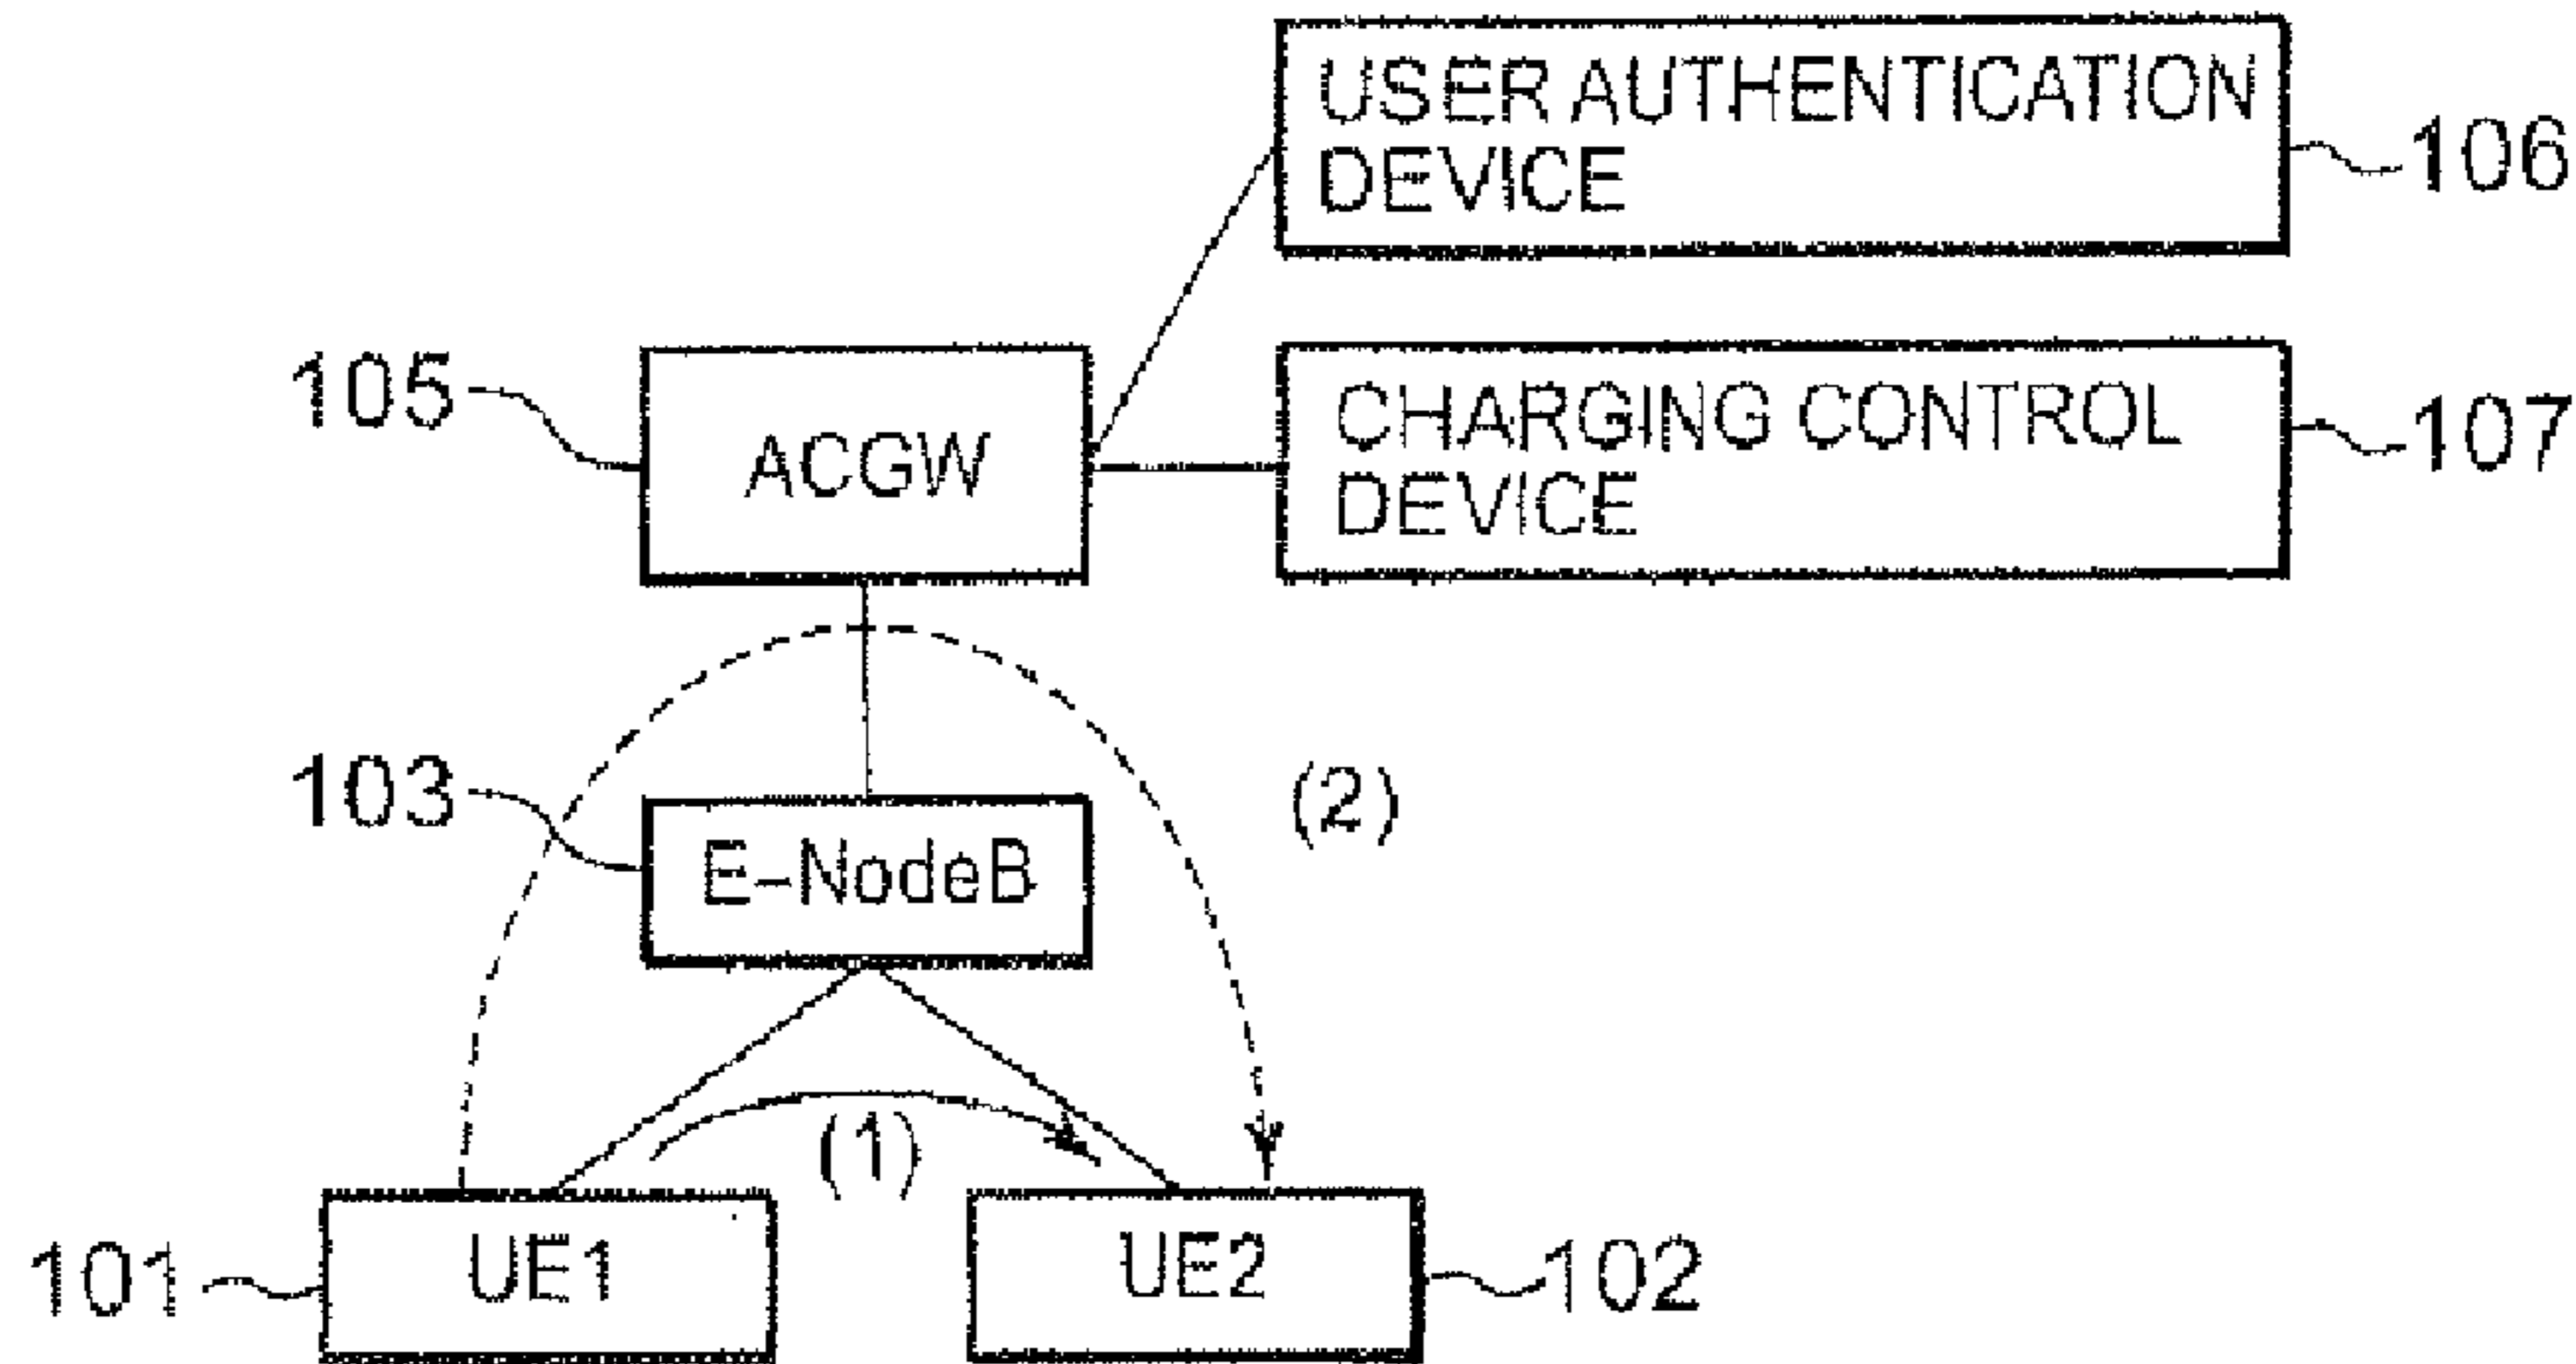 USER AUTHENTICATION
DEVICE
106
105
ACGW
CHARGING CONTROL
DEVICE
107
103
E-NodeB
(2)
(1)
101
UE1
UE2
102